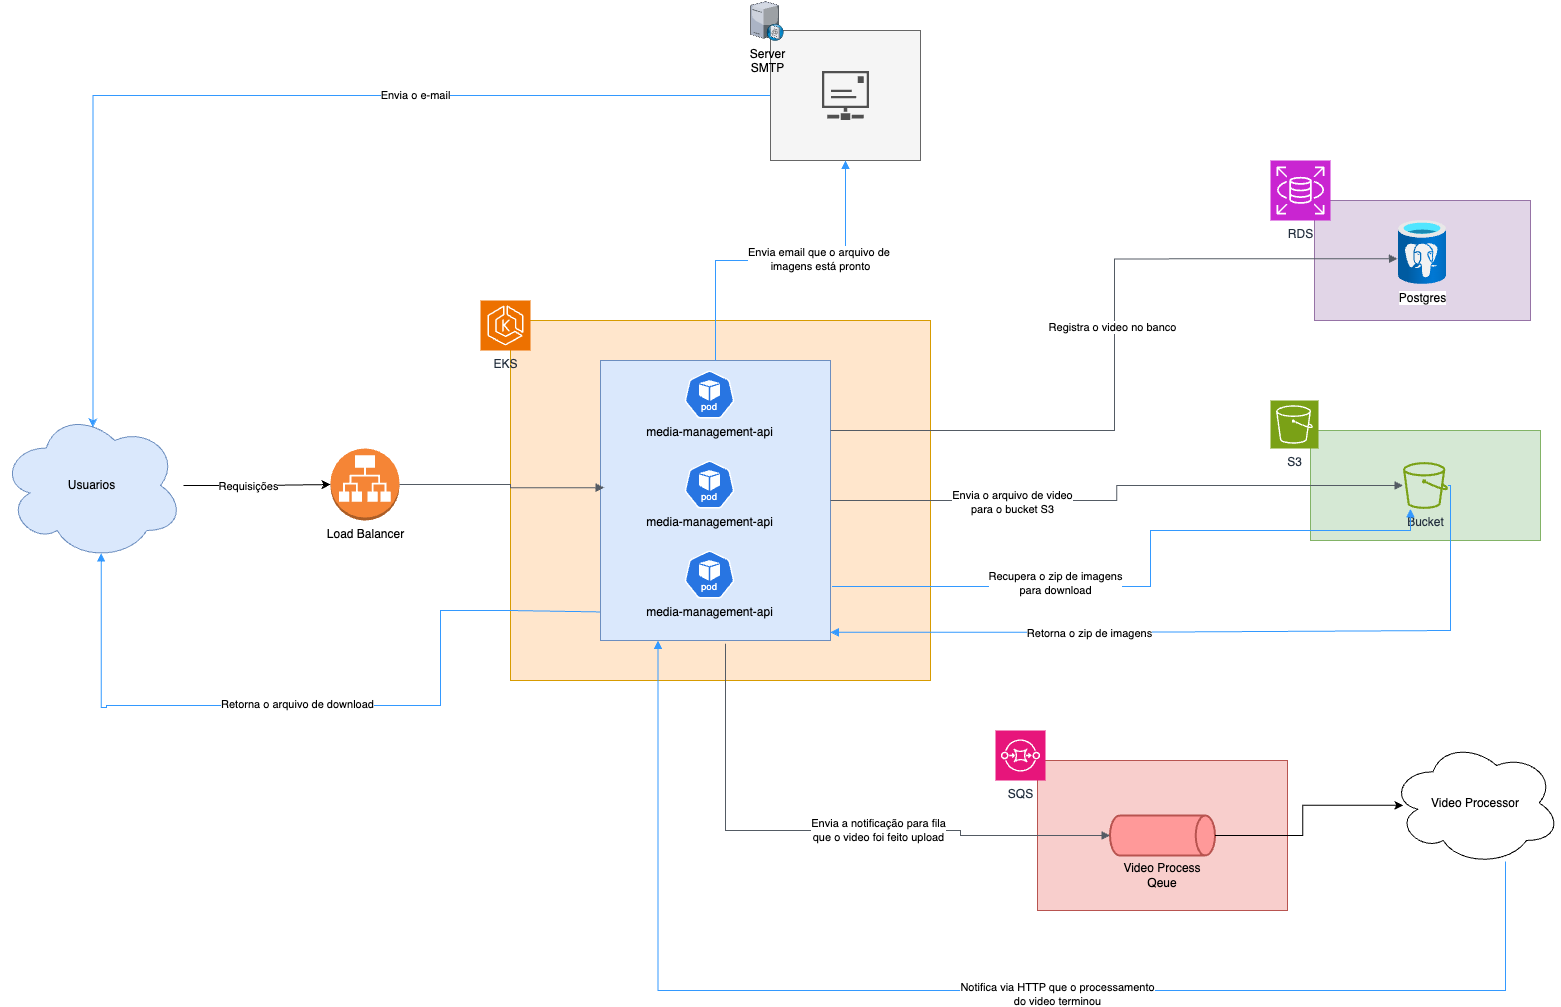 Server
SMTP
Envia o e-mail
RDS
Postgres
Envia email que o arquivo de
imagens está pronto
Registra o video no banco
EKS
K
pod
media-management-api
S3
Usuarios
Requisições
Load Balancer
pod
media-management-api
Envia o arquivo de video
para o bucket S3
Bucket
pod
media-management-api
Recupera o zip de imagens
para download
Retorna o zip de imagens
Retorna o arquivo de download
SQS
Video Processor
Envia a notificação para fila
que o video foi feito upload
Video Process
Qeue
Notifica via HTTP que o processamento
do video terminou